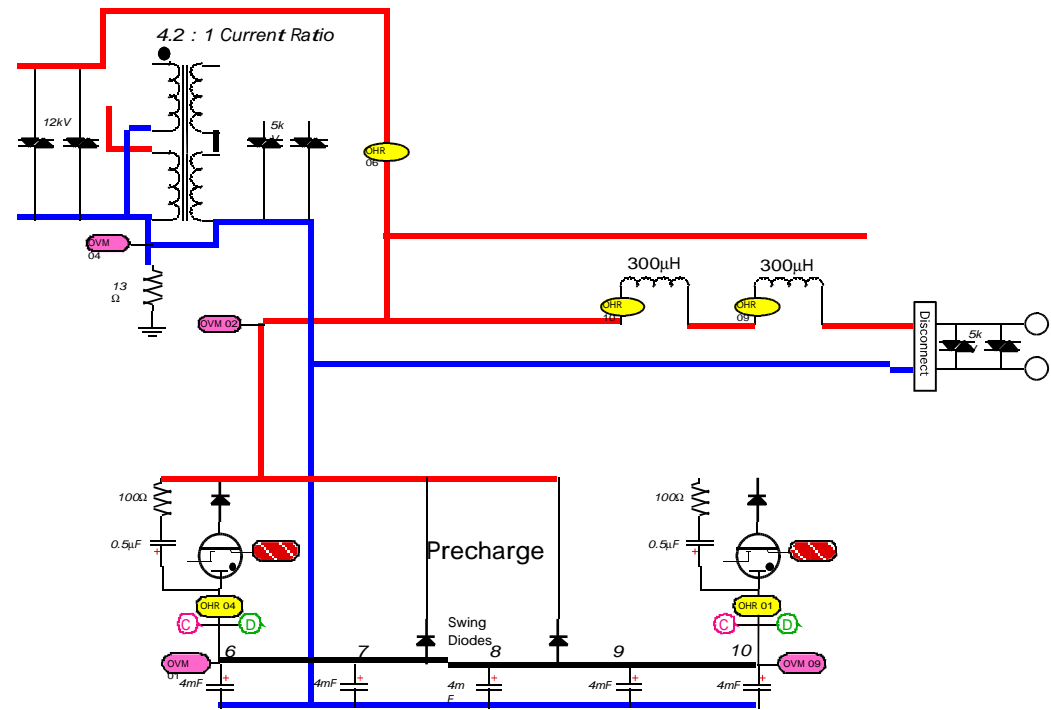 4.2 : 1 Current Ratio
12kV
5k
V
OHR
06
OVM
04
13
Ω
300µH
300µH
OHR
10
OHR
09
OVM 02
Disconnect
5k
100Ω
100Ω
0.5µF
+
0.5µF
+
Precharge
OHR 04
OHR 01
C
D
C
D
Swing
Diodes
6
7
8
9
10
OVM
01
OVM 09
4mF
+
4mF
+
4m
F
+
4mF
+
4mF
+